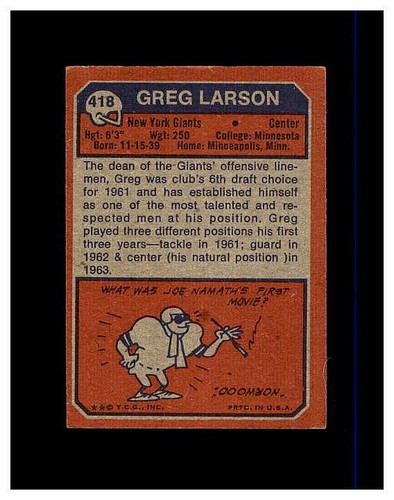 418
GREG LARSON
New York Giants • Center
Hgt: 6'3" Wgt: 250 College: Minnesota
Born: 11-15-39 Home: Minneapolis, Minn.
The dean of the Giants' offensive line-
men, Greg was club's 6th draft choice
for 1961 and has established himself
as one of the most talented and re-
spected men at his position. Greg
played three different positions his first
three years—tackle in 1961; guard in
1962 & center (his natural position )in
1963.
WHAT WAS JOE NAMATH'S FIRST
MOVIE?
"NORWOOD."
★★© T.C.G., INC. PRTD. IN U.S.A.